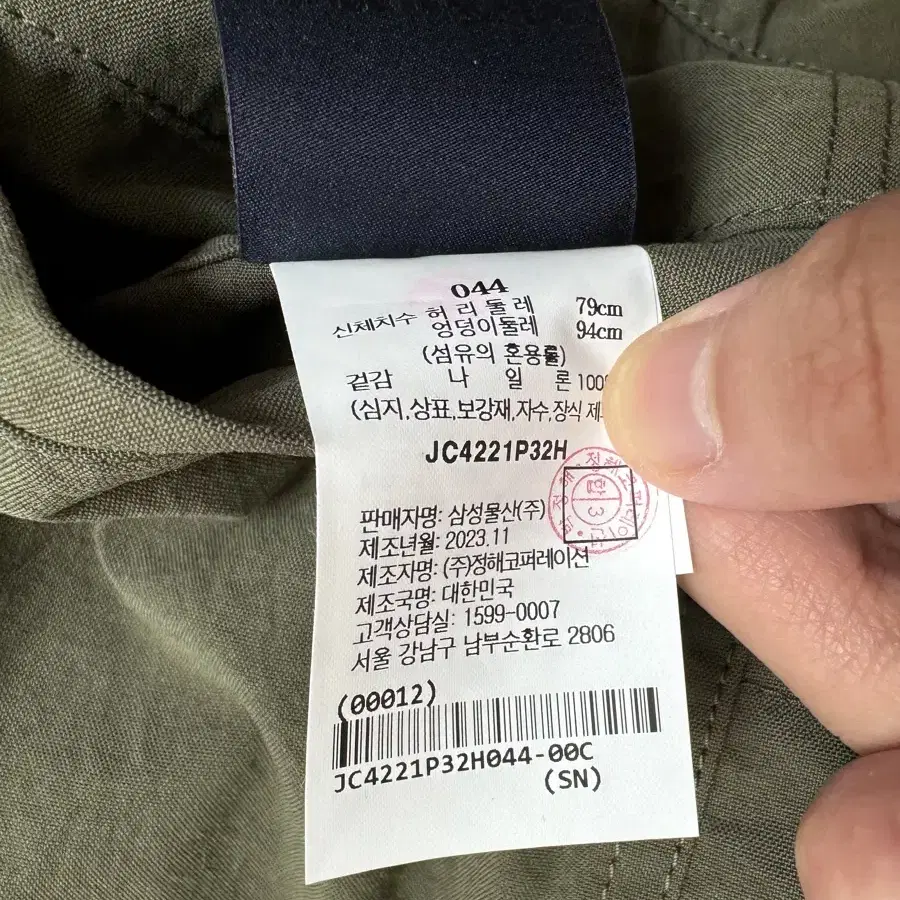 044
신체치수 허 리 둘 레 79cm
엉덩이둘레 94cm
(섬유의 혼용률)
겉감 나 일 론 100
(심지,상표,보강재,자수,장식 제
JC4221P32H
판매자명: 삼성물산(주)
제조년월: 2023.11
제조자명: (주)정해코퍼레이션
제조국명: 대한민국
고객상담실: 1599-0007
서울 강남구 남부순환로 2806
(00012)
JC4221P32H044-00C
(SN)